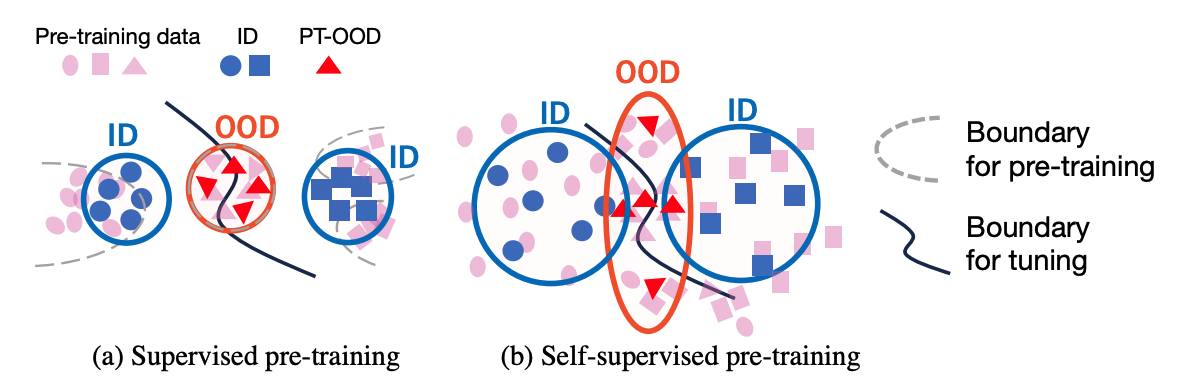 Pre-training data
ID
PT-OOD
ID
OOD
ID
(a) Supervised pre-training
OOD
ID
ID
(b) Self-supervised pre-training
Boundary
for pre-training
Boundary
for tuning